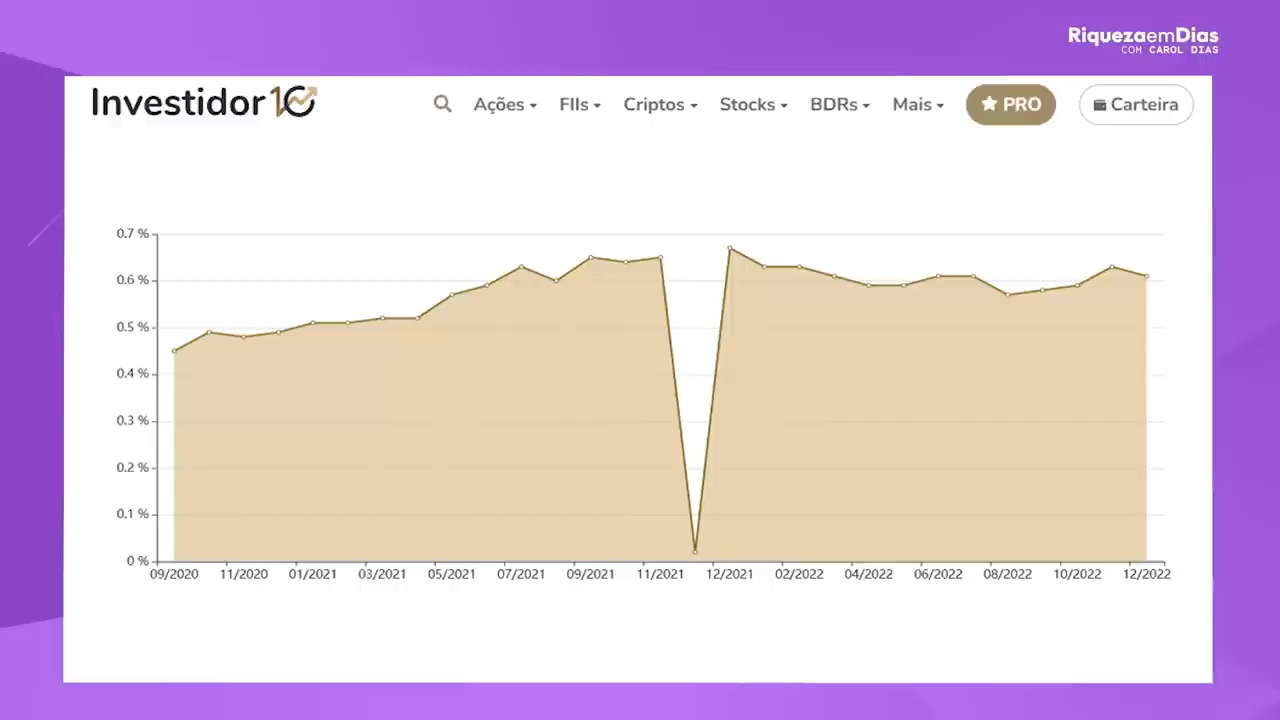 RiquezaemDias
COM CAROL DIAS
Investidor 10
Ações
FIIs
Criptos
Stocks
BDRs
Mais
PRO
Carteira
0.7 %
0.6 %
0.5 %
0.4 %
0.3 %
0.2 %
0.1 %
0 %
09/2020 11/2020 01/2021 03/2021 05/2021 07/2021 09/2021 11/2021 12/2021 02/2022 04/2022 06/2022 08/2022 10/2022 12/2022